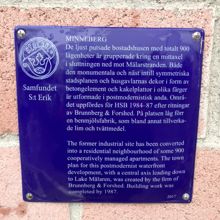 MINNEBERG
De ljust putsade bostadshusen med totalt 900
lägenheter är grupperade kring en mittaxel
i sluttningen ned mot Mälarstranden. Både
den monumentala och näst intill symmetriska
stadsplanen och husgavlarnas dekor i form av
betongelement och kakelplattor i olika färger
är utformade i postmodernistisk anda. Områ-
det uppfördes för HSB 1984-87 efter ritningar
av Brunnberg & Forshed. På platsen låg förr
en benmjölsfabrik, som bland annat tillverka-
de lim och tvättmedel.
The former industrial site has been converted
into a residential neighbourhood of some 900
cooperatively managed apartments. The town
plan for this postmodernist waterfront
development, with a central axis leading down
to Lake Mälaren, was created by the firm of
Brunnberg & Forshed. Building work was
completed by 1987.
Samfundet
S:t Erik
2017